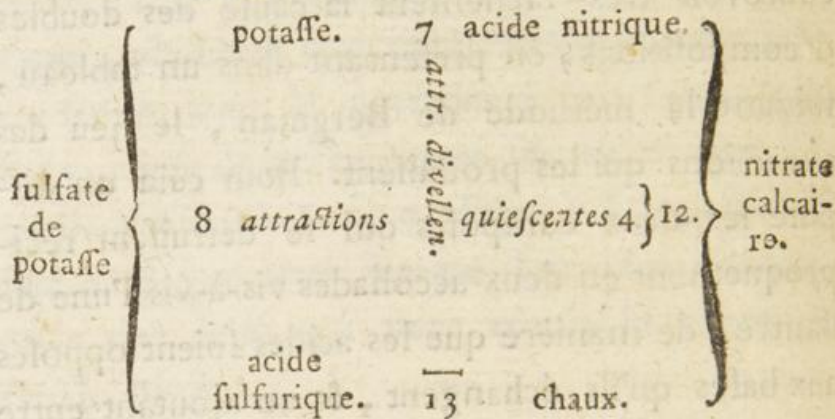 potaſſe. 7 acide nitrique.
attr. divellen.
ſulfate
de
potaſſe
8 attractions quieſcentes 4 } 12.
nitrate
calcai-
re.
acide
ſulfurique. 13 chaux.